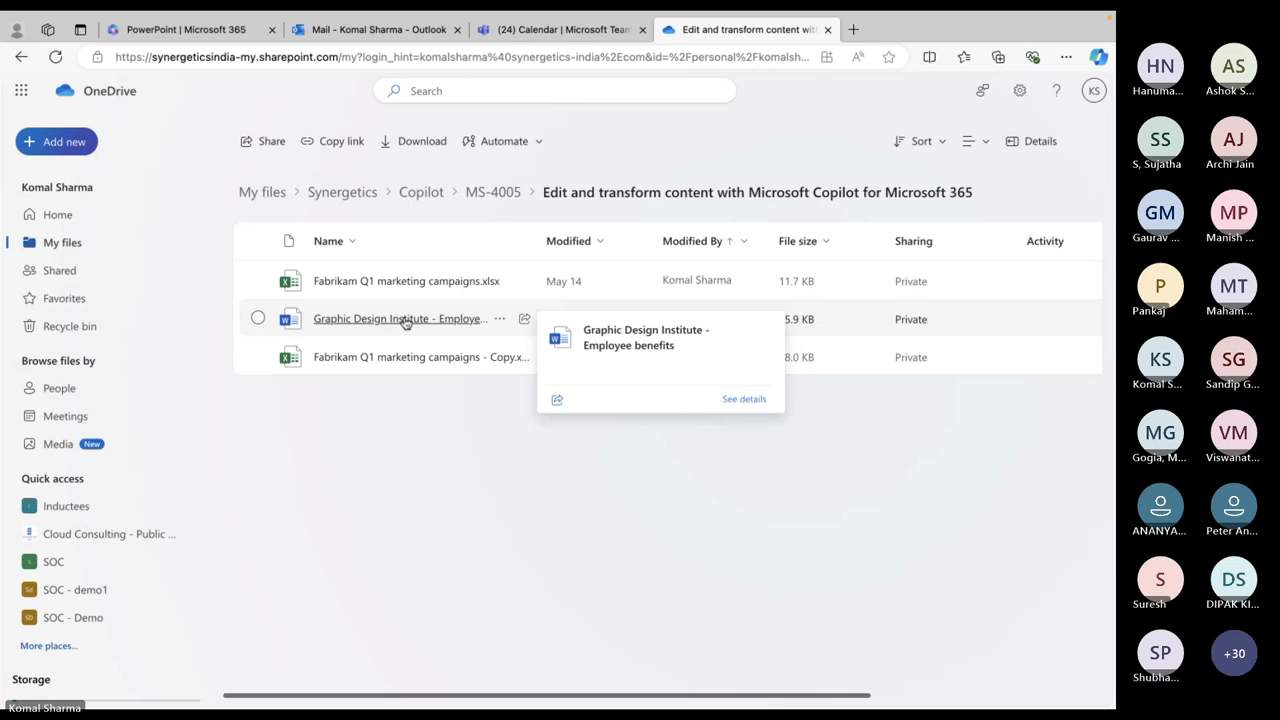 PowerPoint | Microsoft 365
Mail - Komal Sharma - Outlook
(24) Calendar | Microsoft Team
Edit and transform content with
https://synergeticsindia-my.sharepoint.com/my?login_hint=komalsharma%40synergetics-india%2Ecom&id=%2Fpersonal%2Fkomalsh...
OneDrive
Search
KS
Add new
Share
Copy link
Download
Automate
Sort
Details
Komal Sharma
Home
My files
Shared
Favorites
Recycle bin
Browse files by
People
Meetings
Media New
Quick access
Inductees
Cloud Consulting - Public ...
SOC
SOC - demo1
SOC - Demo
More places...
Storage
Komal Sharma
My files > Synergetics > Copilot > MS-4005 > Edit and transform content with Microsoft Copilot for Microsoft 365
Name Modified Modified By ↑ File size Sharing Activity
Fabrikam Q1 marketing campaigns.xlsx May 14 Komal Sharma 11.7 KB Private
Graphic Design Institute - Employe... 5.9 KB Private
Fabrikam Q1 marketing campaigns - Copy.x... 8.0 KB Private
Graphic Design Institute -
Employee benefits
See details
HN AS
Hanuma... Ashok S...
SS AJ
S, Sujatha Archi Jain
GM MP
Gaurav ... Manish ...
P MT
Pankaj Maham...
KS SG
Komal S... Sandip G...
MG VM
Gogia, M... Viswanat...
ANANYA... Peter An...
S DS
Suresh DIPAK KI...
SP +30
Shubha...